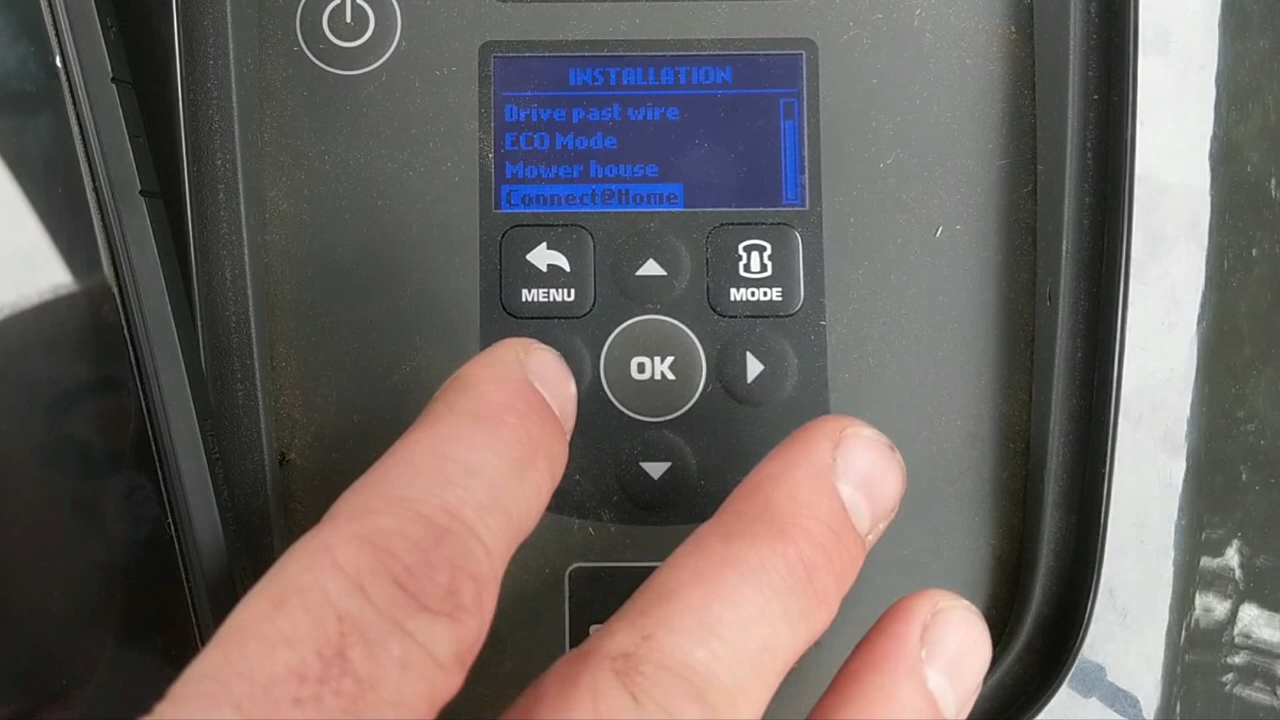 INSTALLATION
Drive past wire
ECO Mode
Mower house
Connect@Home
MENU
MODE
OK